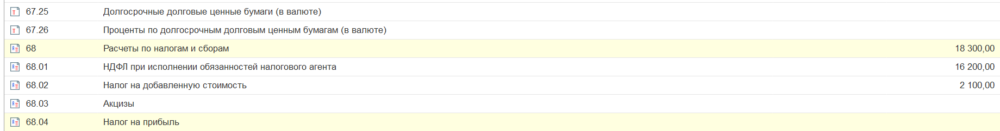 67.25 Долгосрочные долговые ценные бумаги (в валюте)
67.26 Проценты по долгосрочным долговым ценным бумагам (в валюте)
68 Расчеты по налогам и сборам 18 300,00
68.01 НДФЛ при исполнении обязанностей налогового агента 16 200,00
68.02 Налог на добавленную стоимость 2 100,00
68.03 Акцизы
68.04 Налог на прибыль